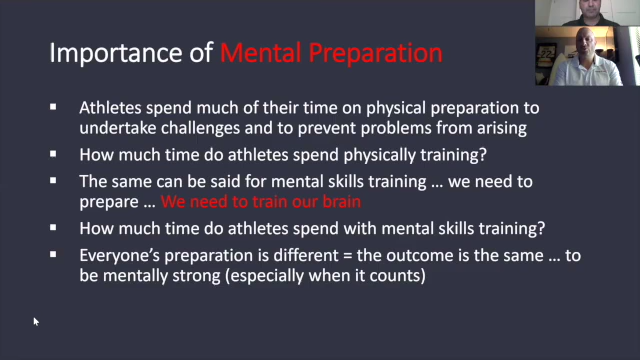 Importance of Mental Preparation
▪ Athletes spend much of their time on physical preparation to
undertake challenges and to prevent problems from arising
▪ How much time do athletes spend physically training?
▪ The same can be said for mental skills training … we need to
prepare … We need to train our brain
▪ How much time do athletes spend with mental skills training?
▪ Everyone’s preparation is different = the outcome is the same … to
be mentally strong (especially when it counts)